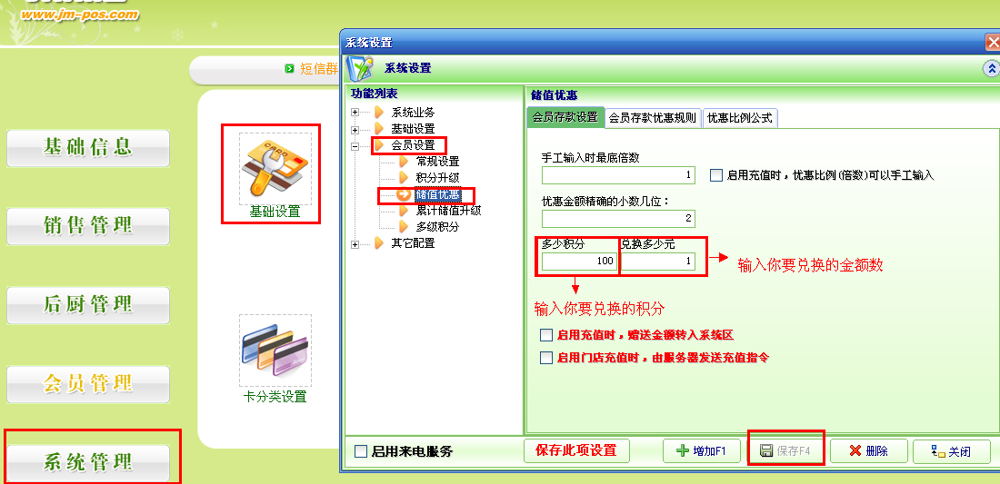 www.jm-pos.com
短信群
基础信息
销售管理
后厨管理
会员管理
系统管理
基础设置
卡分类设置
系统设置
系统设置
功能列表
系统业务
基础设置
会员设置
常规设置
积分升级
储值优惠
累计储值升级
多级积分
其它配置
储值优惠
会员存款设置 会员存款优惠规则 优惠比例公式
手工输入时最底倍数
1
启用充值时，优惠比例(倍数)可以手工输入
优惠金额精确的小数几位：
2
多少积分 兑换多少元
100 1
输入你要兑换的金额数
输入你要兑换的积分
启用充值时，赠送金额转入系统区
启用门店充值时，由服务器发送充值指令
启用来电服务
保存此项设置
增加F1
保存F4
删除
关闭